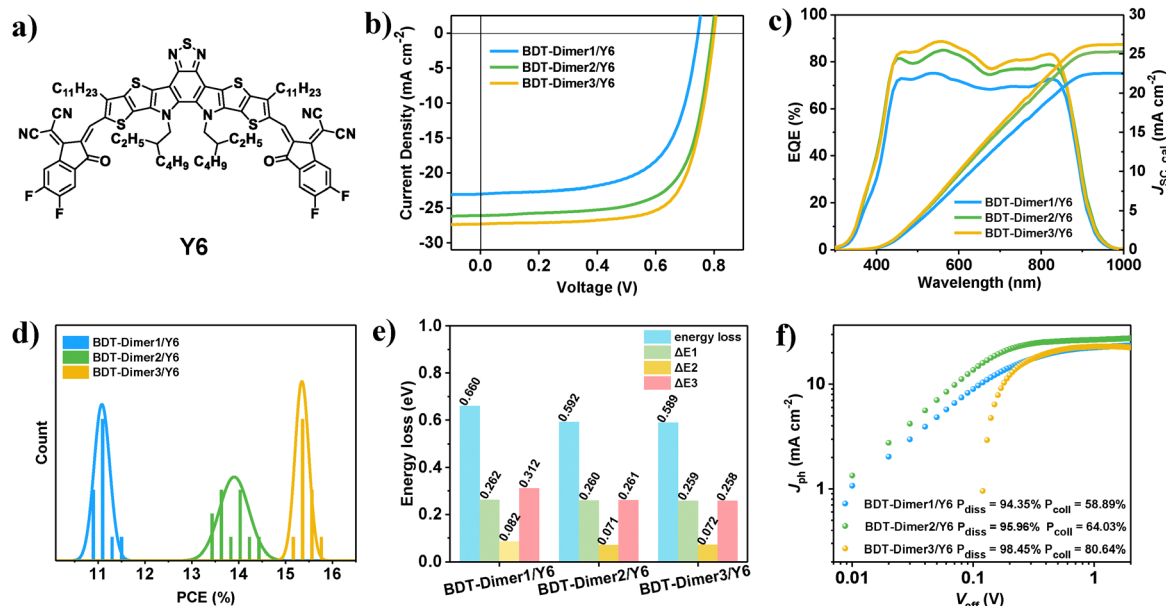 a)
S
N N
C11H23 C11H23
S S
CN S N N S CN
NC CN
C2H5 C2H5
O C4H9 C4H9 O
F F
F F
Y6
b)
BDT-Dimer1/Y6
BDT-Dimer2/Y6
BDT-Dimer3/Y6
Current Density (mA cm-2)
0
-5
-10
-15
-20
-25
-30
0.0 0.2 0.4 0.6 0.8
Voltage (V)
c)
EQE (%)
100
80
60
40
20
0
BDT-Dimer1/Y6
BDT-Dimer2/Y6
BDT-Dimer3/Y6
30
25
20
15
10
5
0
JSC, cal (mA cm-2)
400 600 800 1000
Wavelength (nm)
d)
BDT-Dimer1/Y6
BDT-Dimer2/Y6
BDT-Dimer3/Y6
Count
11 12 13 14 15 16
PCE (%)
e)
Energy loss (eV)
1.0
0.8
0.6
0.4
0.2
0.0
energy loss
ΔE1
ΔE2
ΔE3
0.660 0.262 0.082 0.312
0.592 0.260 0.071 0.261
0.589 0.259 0.072 0.258
BDT-Dimer1/Y6 BDT-Dimer2/Y6 BDT-Dimer3/Y6
f)
Jph (mA cm-2)
10
1
BDT-Dimer1/Y6 Pdiss = 94.35% Pcoll = 58.89%
BDT-Dimer2/Y6 Pdiss = 95.96% Pcoll = 64.03%
BDT-Dimer3/Y6 Pdiss = 98.45% Pcoll = 80.64%
0.01 0.1 1
Veff (V)